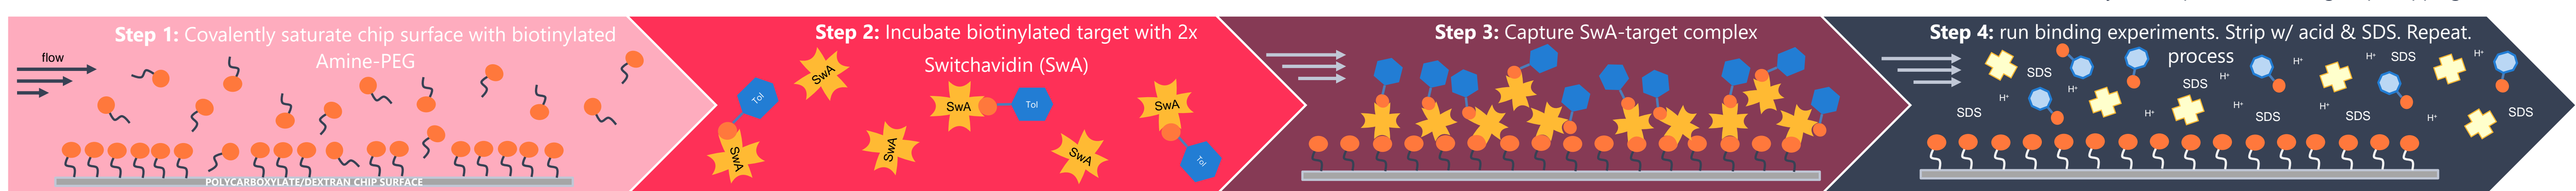 Step 1: Covalently saturate chip surface with biotinylated
Amine-PEG
flow
POLYCARBOXYLATE/DEXTRAN CHIP SURFACE
Step 2: Incubate biotinylated target with 2x
Switchavidin (SwA)
Tol
SwA
SwA
SwA
SwA
Tol
SwA
SwA
Tol
Step 3: Capture SwA-target complex
Step 4: run binding experiments. Strip w/ acid & SDS. Repeat.
process
SDS
H⁺
SDS
H⁺
SDS
H⁺
H⁺
SDS
H⁺
H⁺
SDS
H⁺
H⁺
SDS
SDS
H⁺
H⁺
SDS